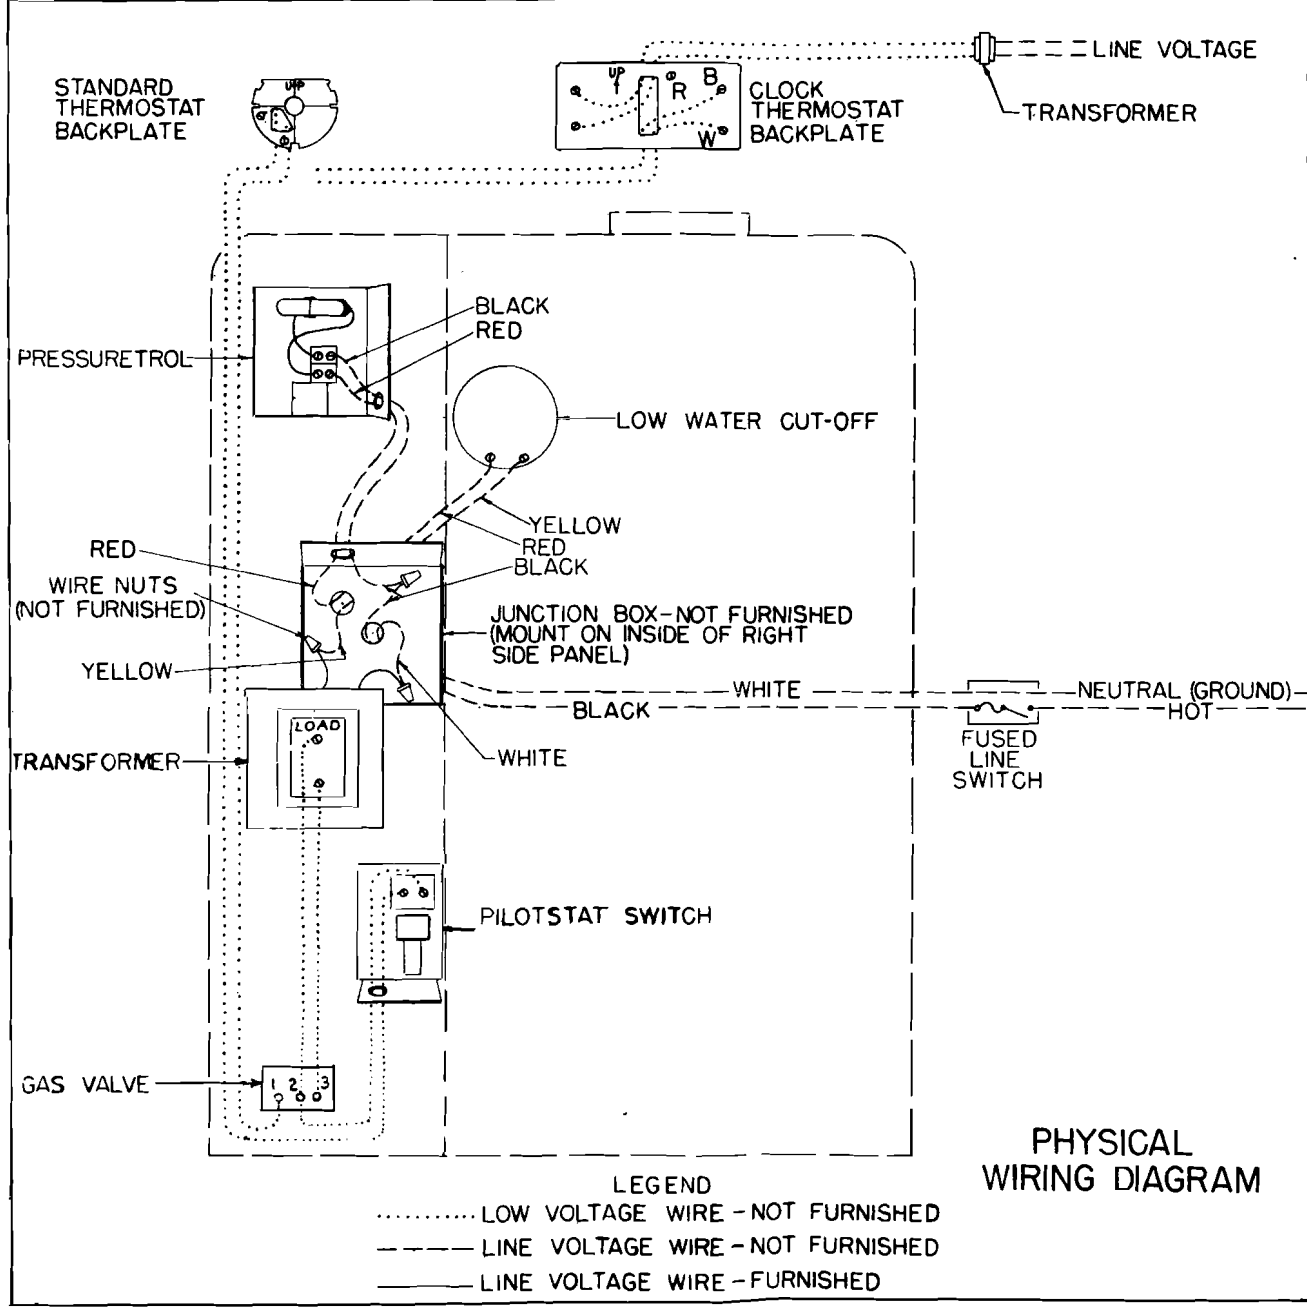 STANDARD
THERMOSTAT
BACKPLATE
UP
UP
R
B
W
CLOCK
THERMOSTAT
BACKPLATE
LINE VOLTAGE
TRANSFORMER
BLACK
RED
PRESSURETROL
LOW WATER CUT-OFF
YELLOW
RED
BLACK
RED
WIRE NUTS
(NOT FURNISHED)
YELLOW
JUNCTION BOX-NOT FURNISHED
(MOUNT ON INSIDE OF RIGHT
SIDE PANEL)
WHITE
BLACK
NEUTRAL (GROUND)
HOT
FUSED
LINE
SWITCH
LOAD
TRANSFORMER
WHITE
PILOTSTAT SWITCH
GAS VALVE
1 2 3
PHYSICAL
WIRING DIAGRAM
LEGEND
LOW VOLTAGE WIRE-NOT FURNISHED
LINE VOLTAGE WIRE-NOT FURNISHED
LINE VOLTAGE WIRE-FURNISHED